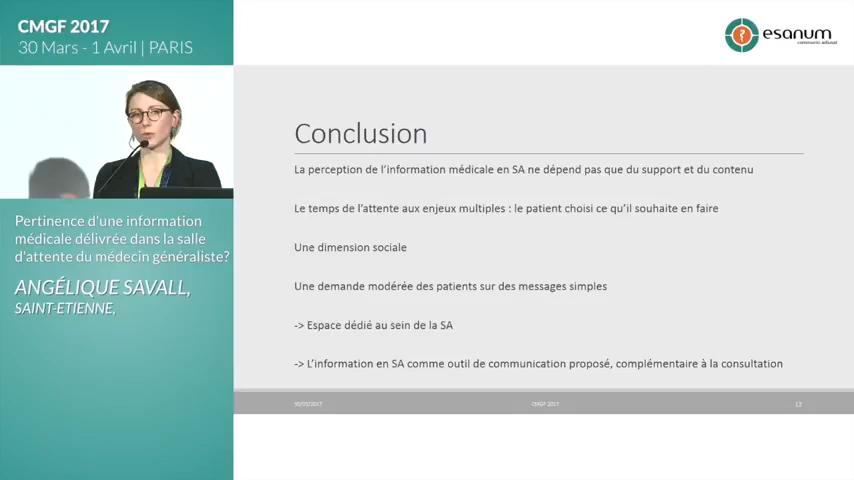 CMGF 2017
30 Mars - 1 Avril | PARIS
esanum
Pertinence d'une information
médicale délivrée dans la salle
d'attente du médecin généraliste?
ANGÉLIQUE SAVALL,
SAINT-ETIENNE,
Conclusion
La perception de l'information médicale en SA ne dépend pas que du support et du contenu
Le temps de l'attente aux enjeux multiples : le patient choisi ce qu'il souhaite en faire
Une dimension sociale
Une demande modérée des patients sur des messages simples
-> Espace dédié au sein de la SA
-> L'information en SA comme outil de communication proposé, complémentaire à la consultation
CMGF 2017